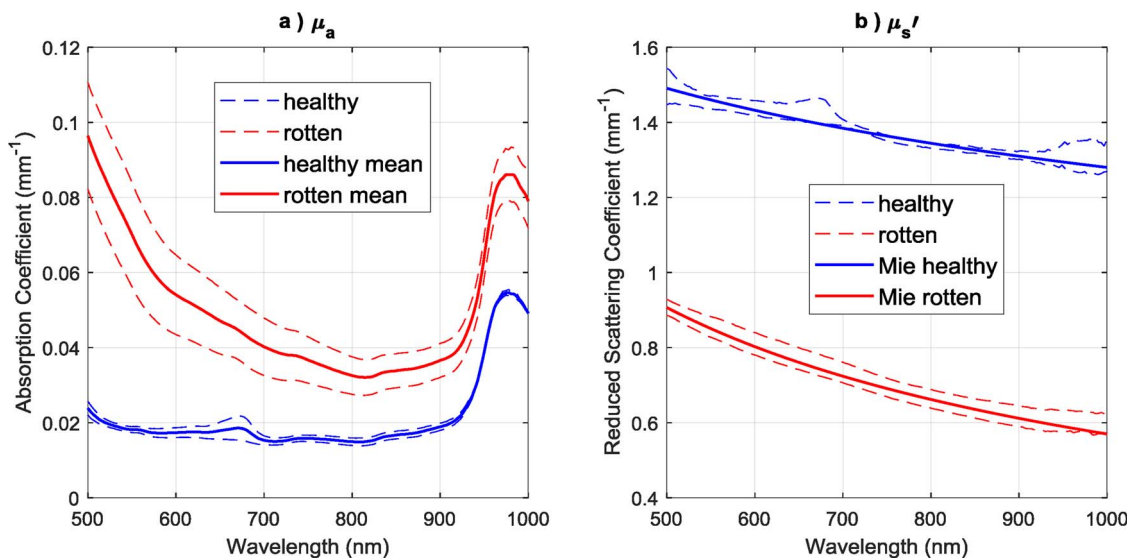 a ) μa
0.12
0.1
0.08
0.06
0.04
0.02
0
500
600
700
800
900
1000
Absorption Coefficient (mm⁻¹)
Wavelength (nm)
healthy
rotten
healthy mean
rotten mean
b ) μs′
1.6
1.4
1.2
1
0.8
0.6
0.4
500
600
700
800
900
1000
Reduced Scattering Coefficient (mm⁻¹)
Wavelength (nm)
healthy
rotten
Mie healthy
Mie rotten